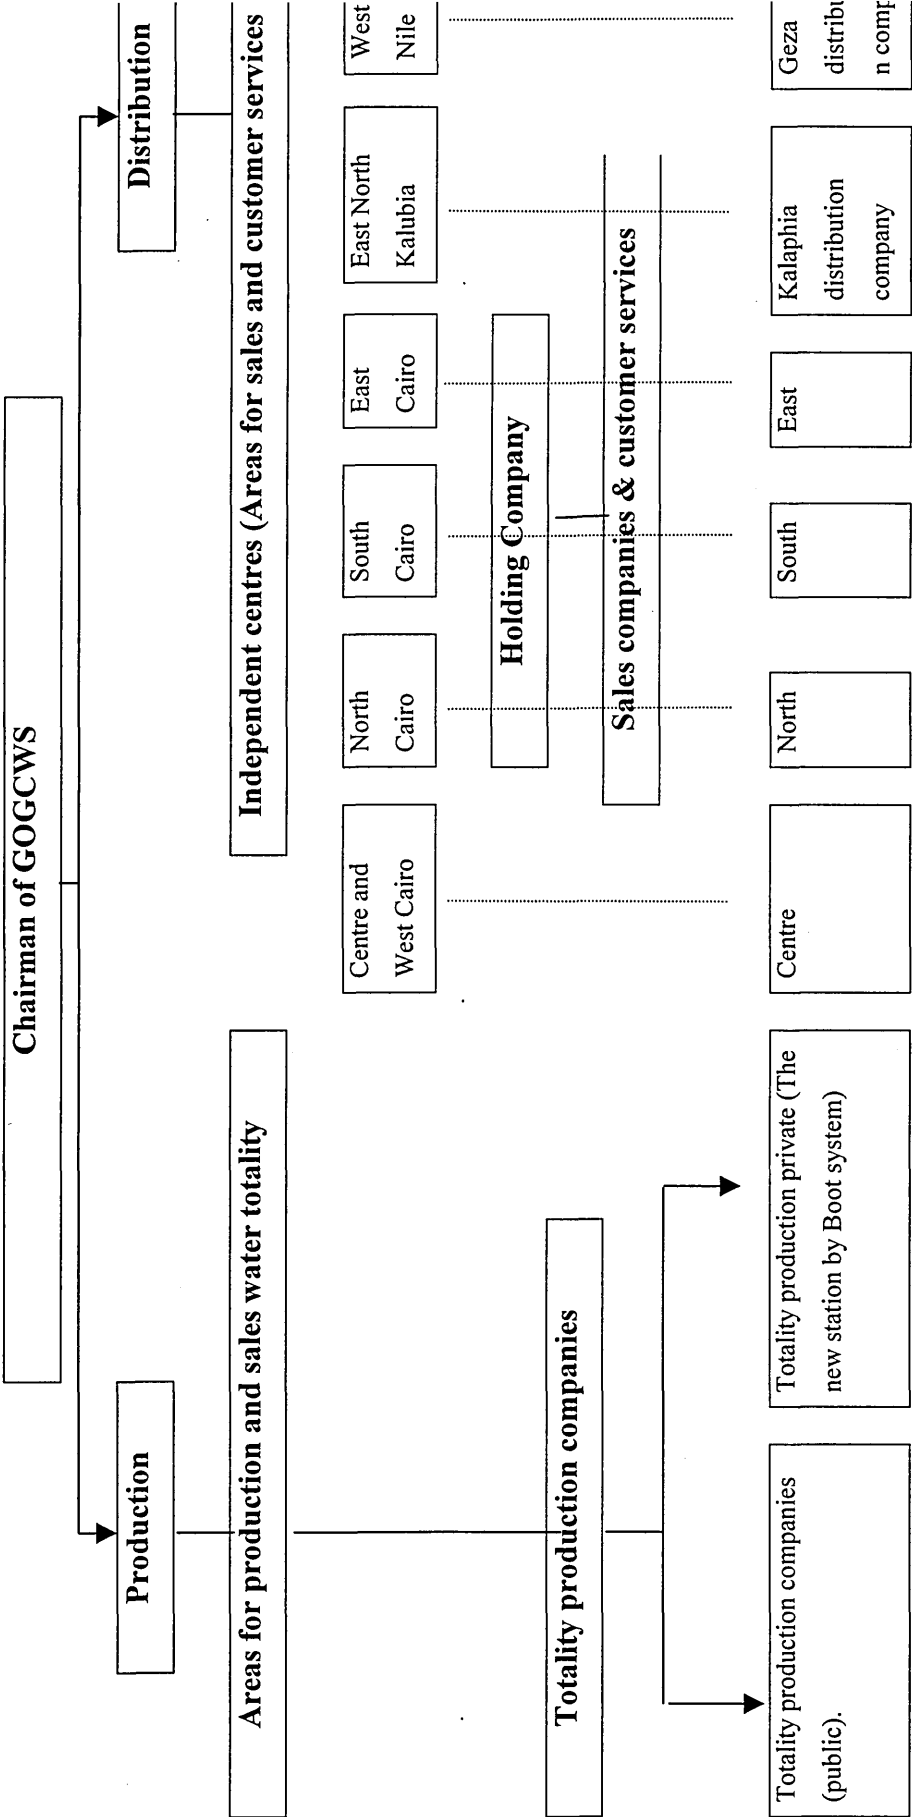 Chairman of GOGCWS
Production
Distribution
Areas for production and sales water totality
Independent centres (Areas for sales and customer services
Centre and
West Cairo
North
Cairo
South
Cairo
East
Cairo
East North
Kalubia
West
Nile
Holding Company
Totality production companies
Sales companies & customer services
Totality production companies
(public).
Totality production private (The
new station by Boot system)
Centre
North
South
East
Kalaphia
distribution
company
Geza
distribu
n comp